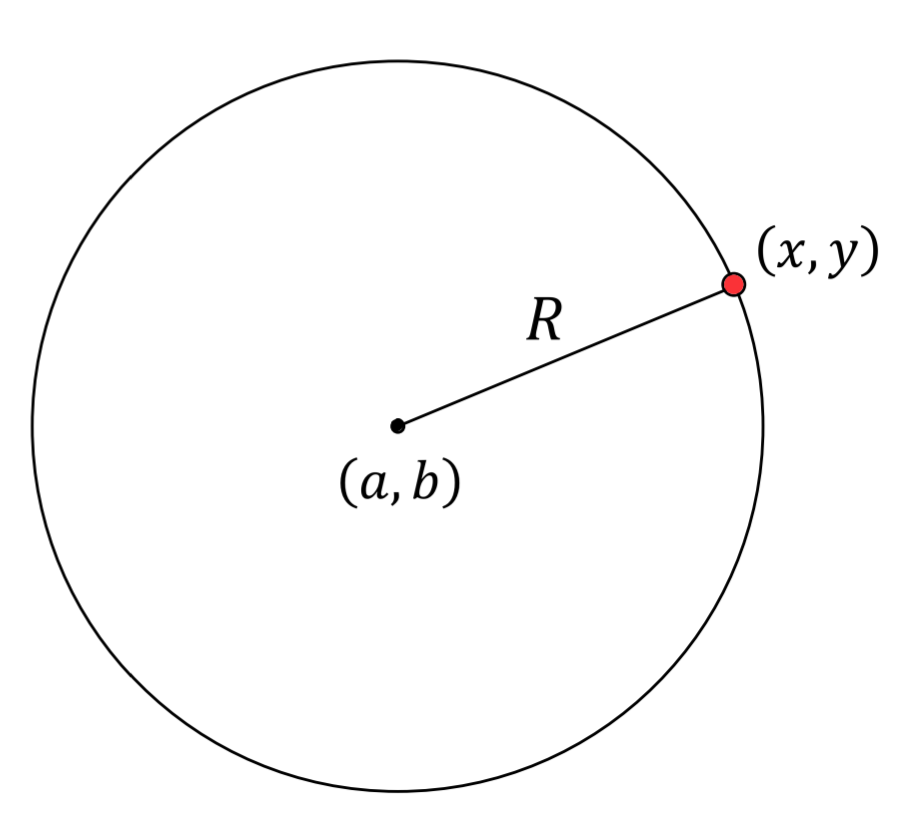 (x, y)
R
(a, b)